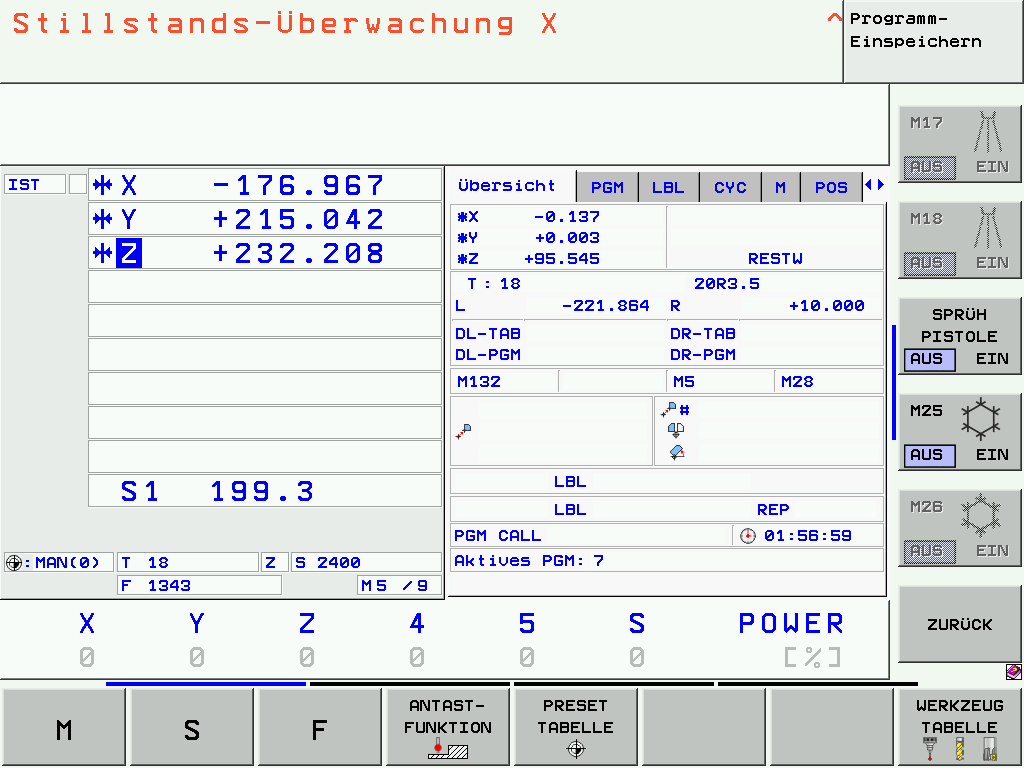 Stillstands-Überwachung X
^
Programm-
Einspeichern
IST
X -176.967
Y +215.042
Z +232.208
S1 199.3
:MAN(0) T 18 Z S 2400
F 1343 M5 /9
Übersicht PGM LBL CYC M POS
*X -0.137
*Y +0.003
*Z +95.545 RESTW
T : 18 20R3.5
L -221.864 R +10.000
DL-TAB DR-TAB
DL-PGM DR-PGM
M132 M5 M28
#
LBL
LBL REP
PGM CALL 01:56:59
Aktives PGM: 7
X Y Z 4 5 S POWER
0 0 0 0 0 0 [%]
M17
AUS EIN
M18
AUS EIN
SPRÜH
PISTOLE
AUS EIN
M25
AUS EIN
M26
AUS EIN
ZURÜCK
M
S
F
ANTAST-
FUNKTION
PRESET
TABELLE
WERKZEUG
TABELLE